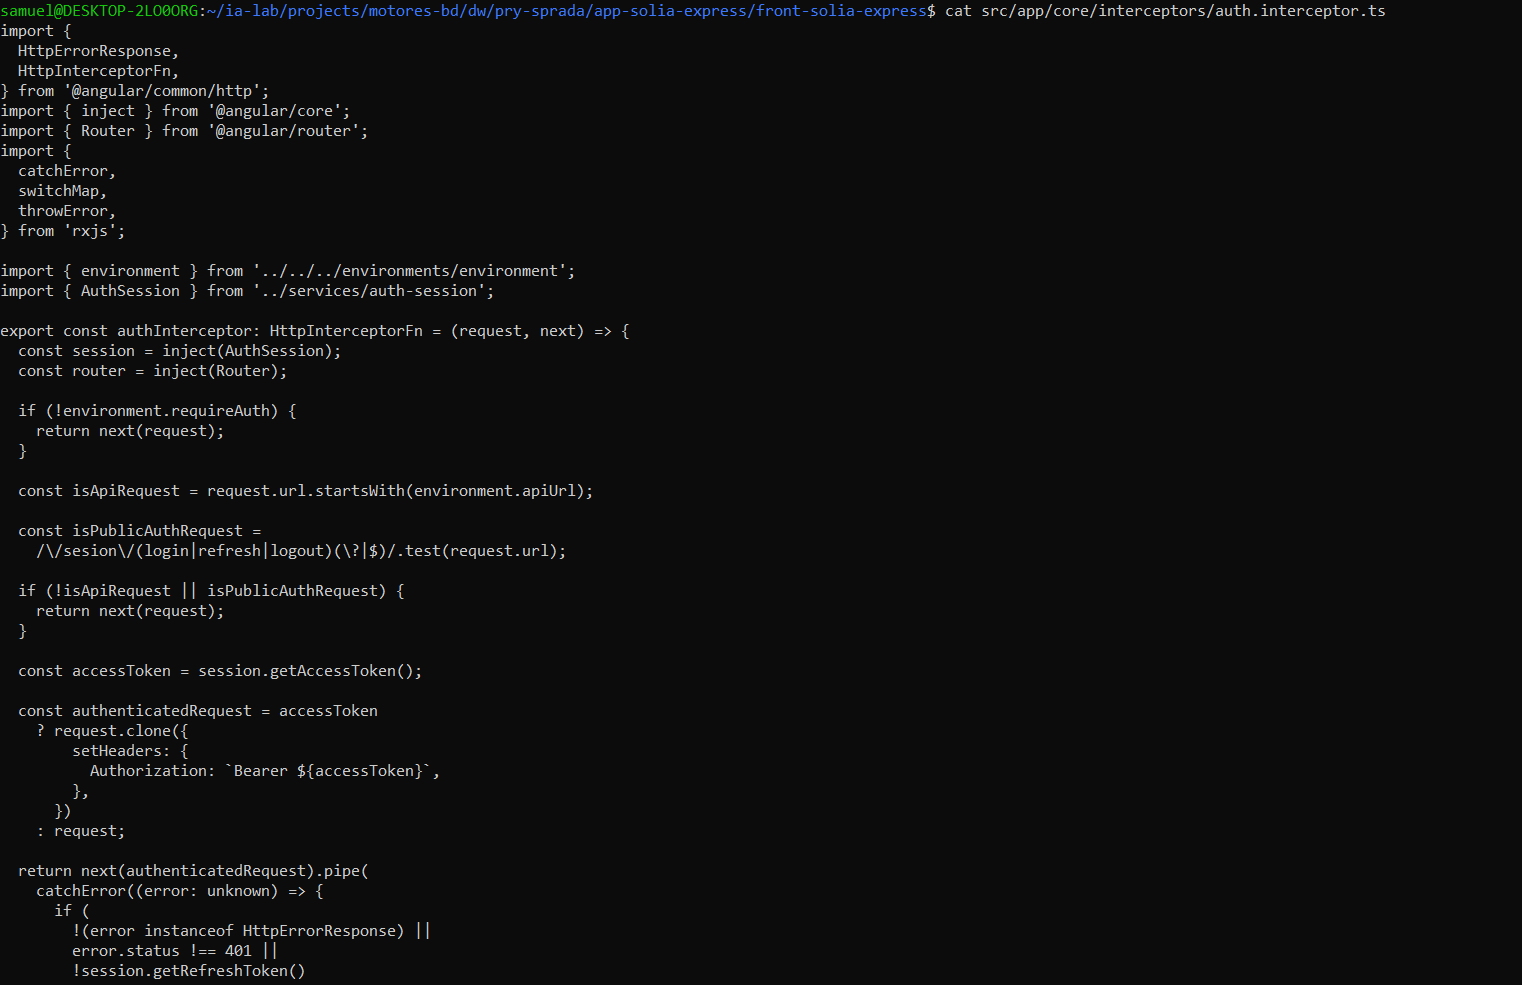 samuel@DESKTOP-2LO0ORG:~/ia-lab/projects/motores-bd/dw/pry-sprada/app-solia-express/front-solia-express$ cat src/app/core/interceptors/auth.interceptor.ts
import {
  HttpErrorResponse,
  HttpInterceptorFn,
} from '@angular/common/http';
import { inject } from '@angular/core';
import { Router } from '@angular/router';
import {
  catchError,
  switchMap,
  throwError,
} from 'rxjs';

import { environment } from '../../../environments/environment';
import { AuthSession } from '../services/auth-session';

export const authInterceptor: HttpInterceptorFn = (request, next) => {
  const session = inject(AuthSession);
  const router = inject(Router);

  if (!environment.requireAuth) {
    return next(request);
  }

  const isApiRequest = request.url.startsWith(environment.apiUrl);

  const isPublicAuthRequest =
    /\/sesion\/(login|refresh|logout)(\?|$)/.test(request.url);

  if (!isApiRequest || isPublicAuthRequest) {
    return next(request);
  }

  const accessToken = session.getAccessToken();

  const authenticatedRequest = accessToken
    ? request.clone({
        setHeaders: {
          Authorization: `Bearer ${accessToken}`,
        },
      })
    : request;

  return next(authenticatedRequest).pipe(
    catchError((error: unknown) => {
      if (
        !(error instanceof HttpErrorResponse) ||
        error.status !== 401 ||
        !session.getRefreshToken()